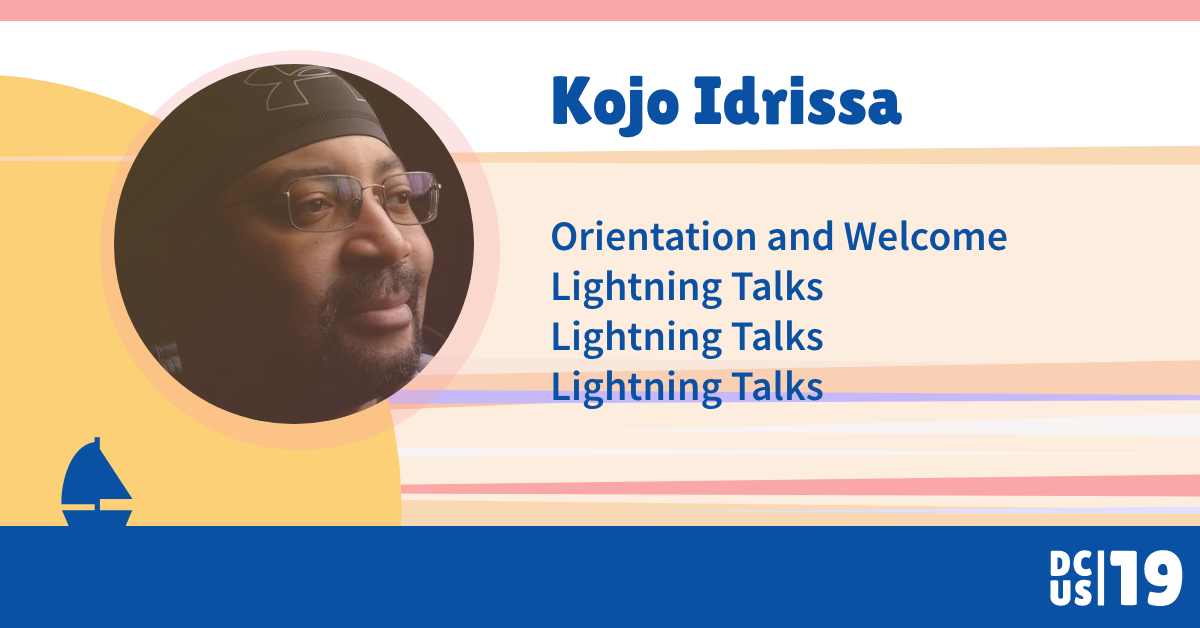 Kojo Idrissa
Orientation and Welcome
Lightning Talks
Lightning Talks
Lightning Talks
DC
US
19